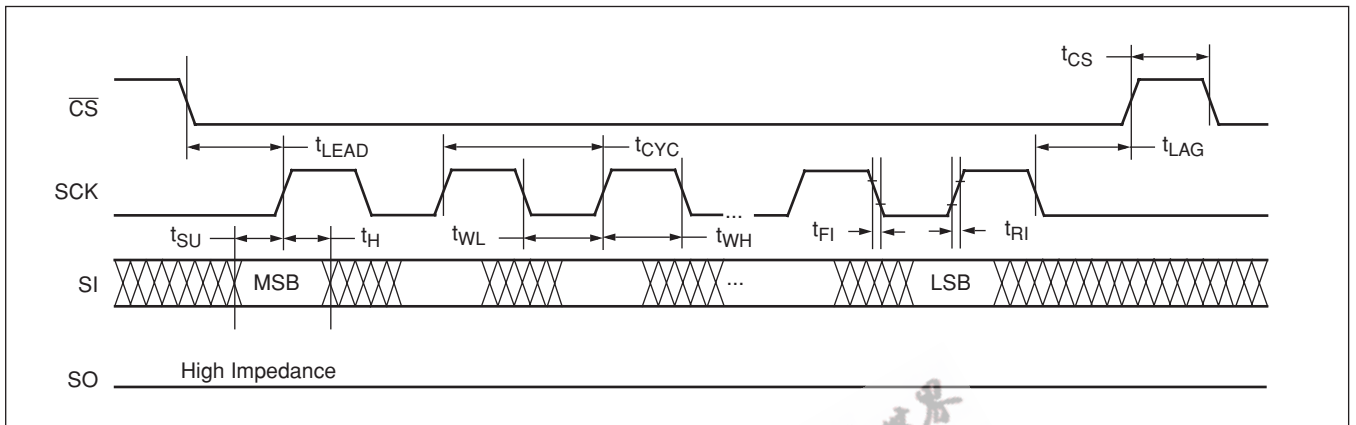 tCS
CS
tLEAD
tCYC
tLAG
SCK
tSU
tH
tWL
tWH
...
tFI
tRI
SI
MSB
...
LSB
SO
High Impedance